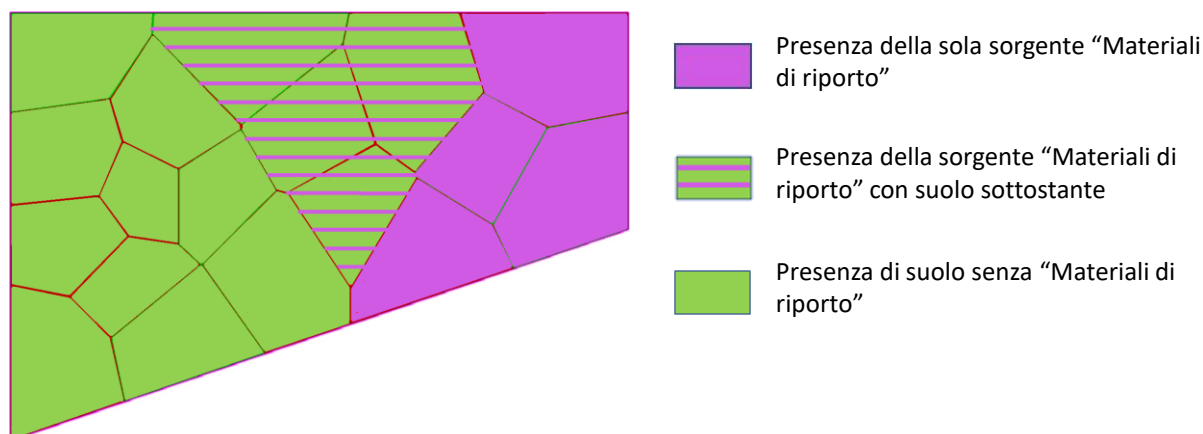 Presenza della sola sorgente “Materiali
di riporto”
Presenza della sorgente “Materiali di
riporto” con suolo sottostante
Presenza di suolo senza “Materiali di
riporto”